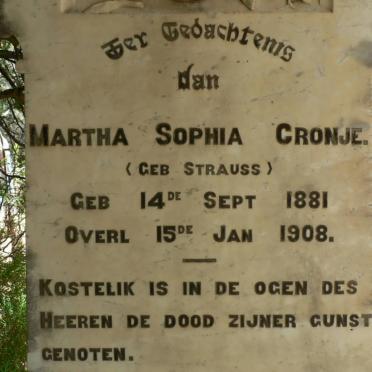 Ter Gedachtenis
Van
MARTHA SOPHIA CRONJE.
(GEB STRAUSS)
GEB 14DE SEPT 1881
OVERL 15DE JAN 1908.
KOSTELIK IS IN DE OGEN DES
HEEREN DE DOOD ZIJNER GUNST
GENOTEN.